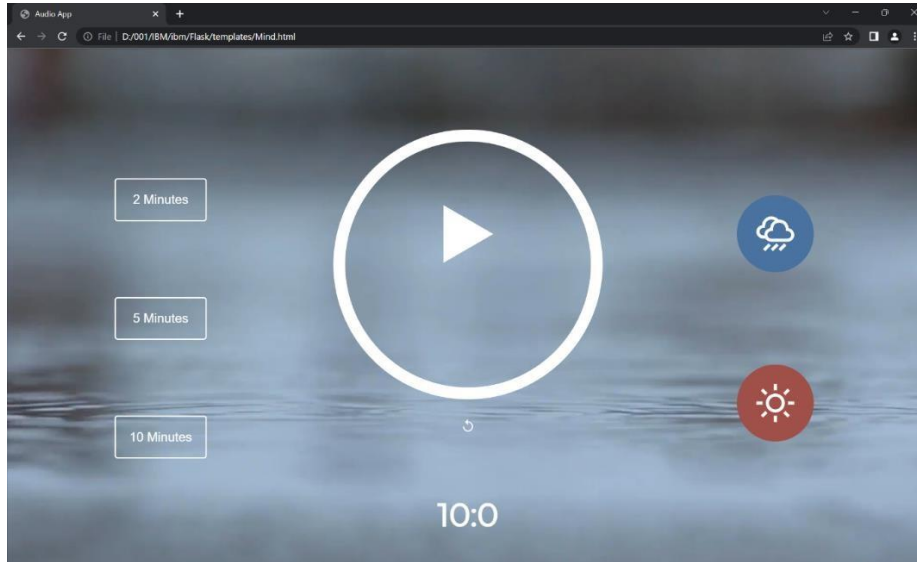 Audio App
File | D:/001/IBM/ibm/Flask/templates/Mind.html
2 Minutes
5 Minutes
10 Minutes
10:0